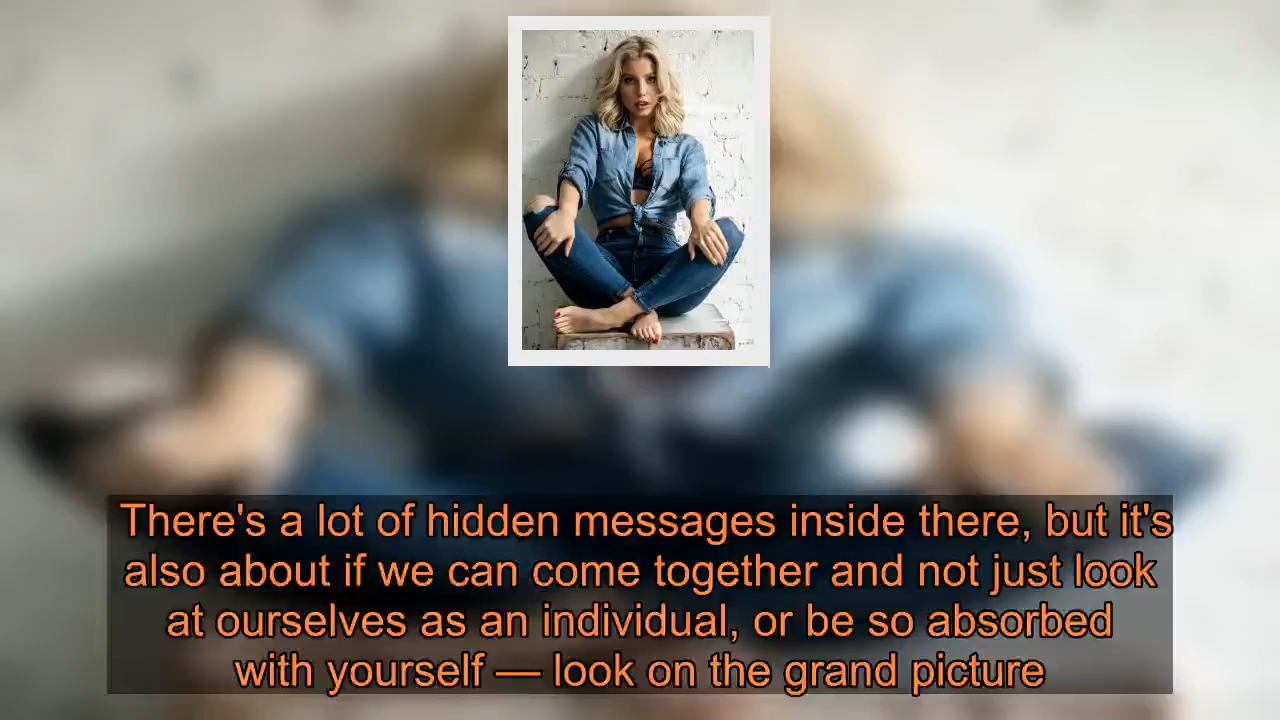 There's a lot of hidden messages inside there, but it's
also about if we can come together and not just look
at ourselves as an individual, or be so absorbed
with yourself — look on the grand picture